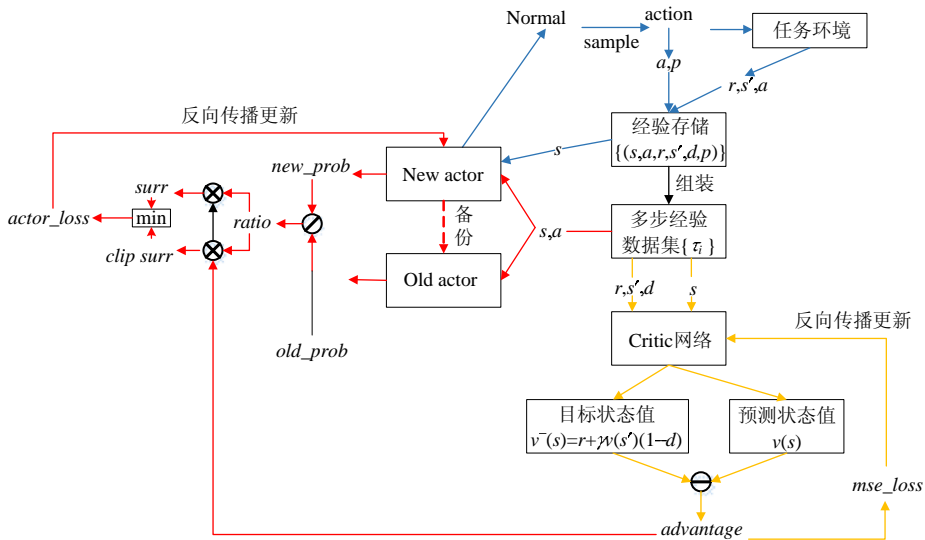 Normal
action
sample
任务环境
a,p
r,s′,a
反向传播更新
经验存储
{(s,a,r,s′,d,p)}
s
new_prob
New actor
组装
surr
min
actor_loss
ratio
备份
s,a
多步经验
数据集{τi}
clip surr
Old actor
r,s′,d
s
反向传播更新
old_prob
Critic网络
目标状态值
v⁻(s)=r+γv(s′)(1−d)
预测状态值
v(s)
mse_loss
advantage